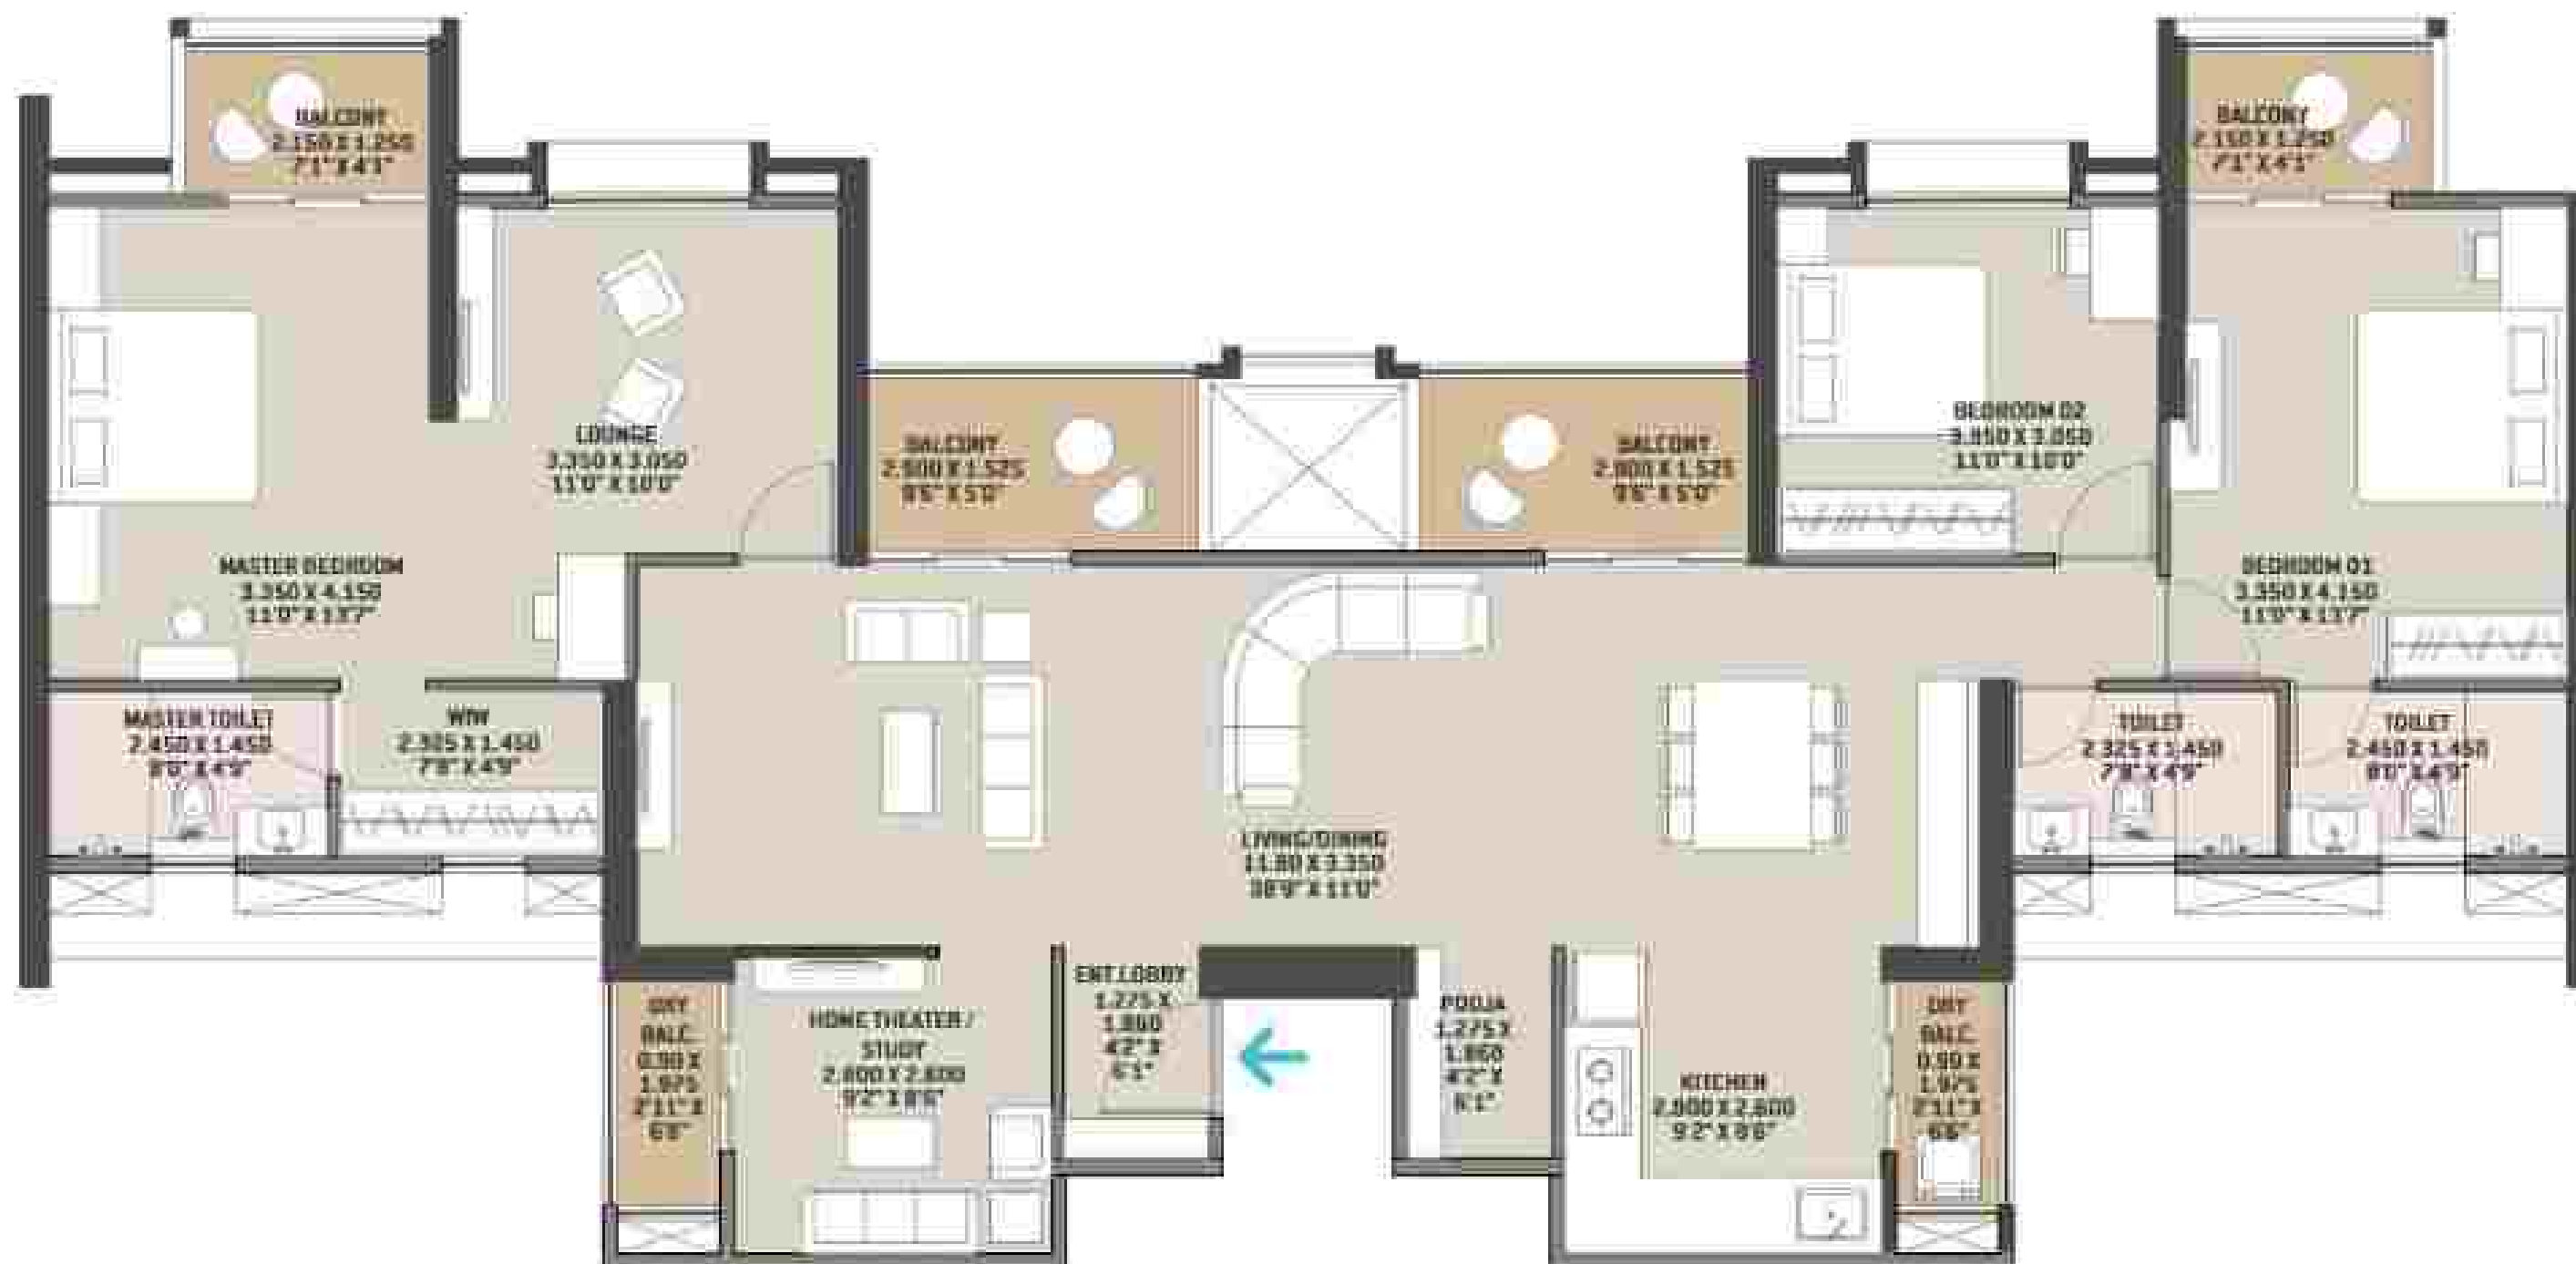 BALCONY
2.150 X 1.250
7'1" X 4'1"
BALCONY
2.150 X 1.250
7'1" X 4'1"
LOUNGE
3.350 X 3.050
11'0" X 10'0"
BALCONY
2.900 X 1.525
9'6" X 5'0"
BALCONY
2.900 X 1.525
9'6" X 5'0"
BEDROOM 02
3.350 X 3.050
11'0" X 10'0"
MASTER BEDROOM
3.350 X 4.150
11'0" X 13'7"
BEDROOM 01
3.350 X 4.150
11'0" X 13'7"
MASTER TOILET
2.450 X 1.450
8'0" X 4'9"
WIW
2.325 X 1.450
7'8" X 4'9"
TOILET
2.325 X 1.450
7'8" X 4'9"
TOILET
2.450 X 1.450
8'0" X 4'9"
LIVING/DINING
11.80 X 3.350
38'9" X 11'0"
DRY
BALC.
0.90 X
1.975
2'11" X
6'6"
HOME THEATER /
STUDY
2.800 X 2.600
9'2" X 8'6"
ENT.LOBBY
1.275 X
1.860
4'2" X
6'1"
POOJA
1.275 X
1.860
4'2" X
6'1"
KITCHEN
2.800 X 2.600
9'2" X 8'6"
DRY
BALC.
0.90 X
1.975
2'11" X
6'6"